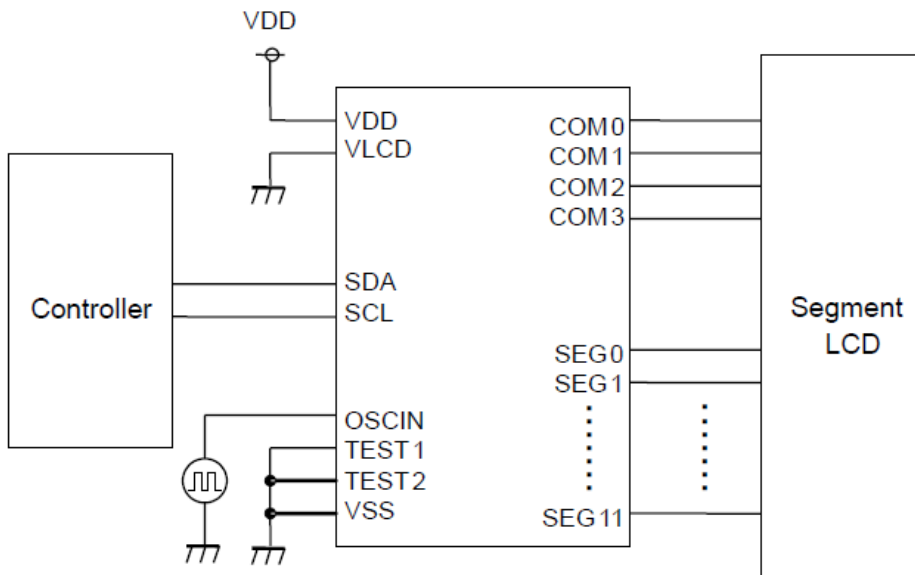 VDD
VDD
VLCD
SDA
SCL
OSCIN
TEST1
TEST2
VSS
COM0
COM1
COM2
COM3
SEG0
SEG1
SEG11
Controller
Segment
LCD